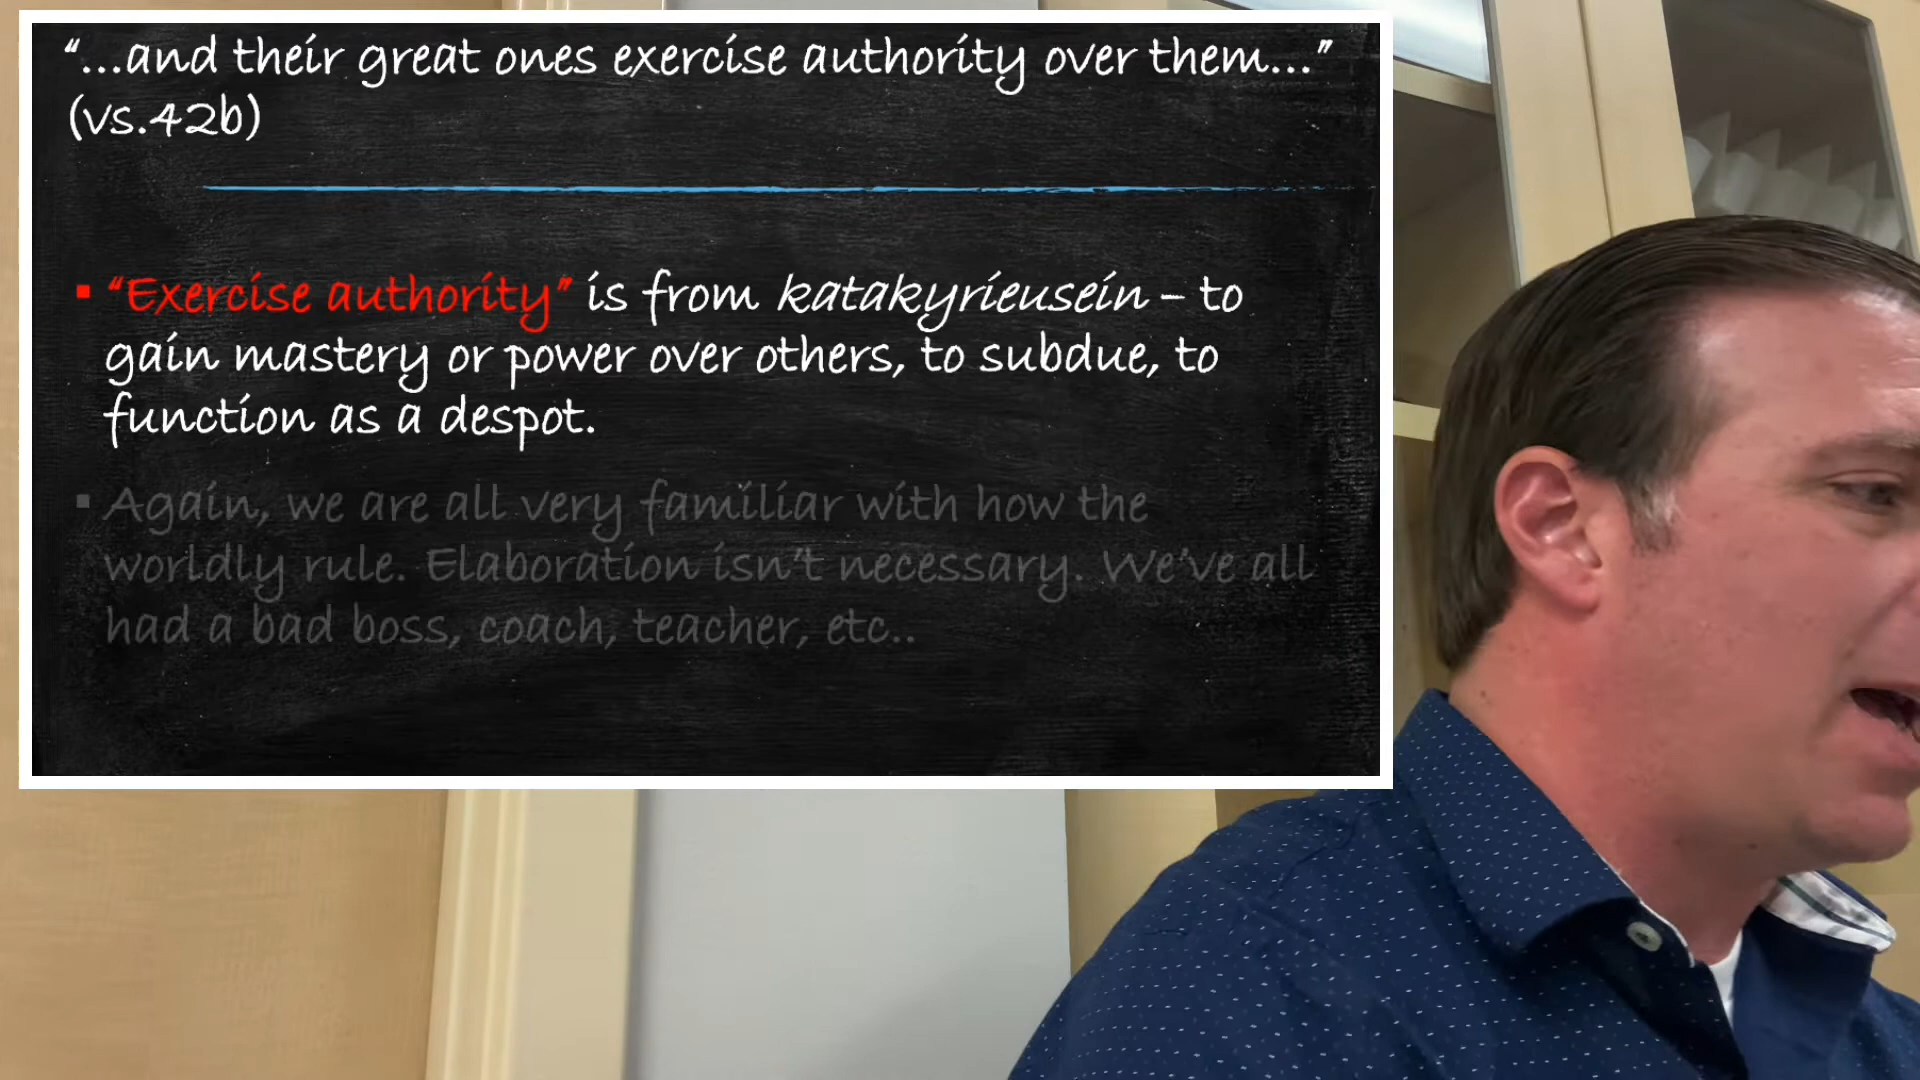 “...and their great ones exercise authority over them...”
(vs.42b)
▪ “Exercise authority” is from katakyrieusein – to
gain mastery or power over others, to subdue, to
function as a despot.
▪ Again, we are all very familiar with how the
worldly rule. Elaboration isn’t necessary. We’ve all
had a bad boss, coach, teacher, etc..